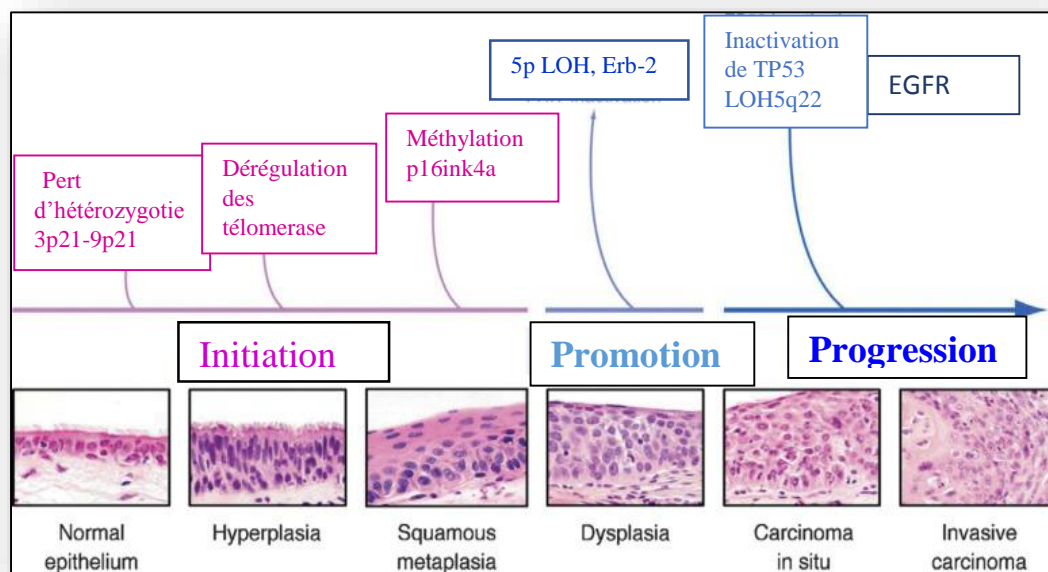 Pert
d'hétérozygotie
3p21-9p21
Dérégulation
des
télomerase
Méthylation
p16ink4a
5p LOH, Erb-2
Inactivation
de TP53
LOH5q22
EGFR
Initiation
Promotion
Progression
Normal
epithelium
Hyperplasia
Squamous
metaplasia
Dysplasia
Carcinoma
in situ
Invasive
carcinoma